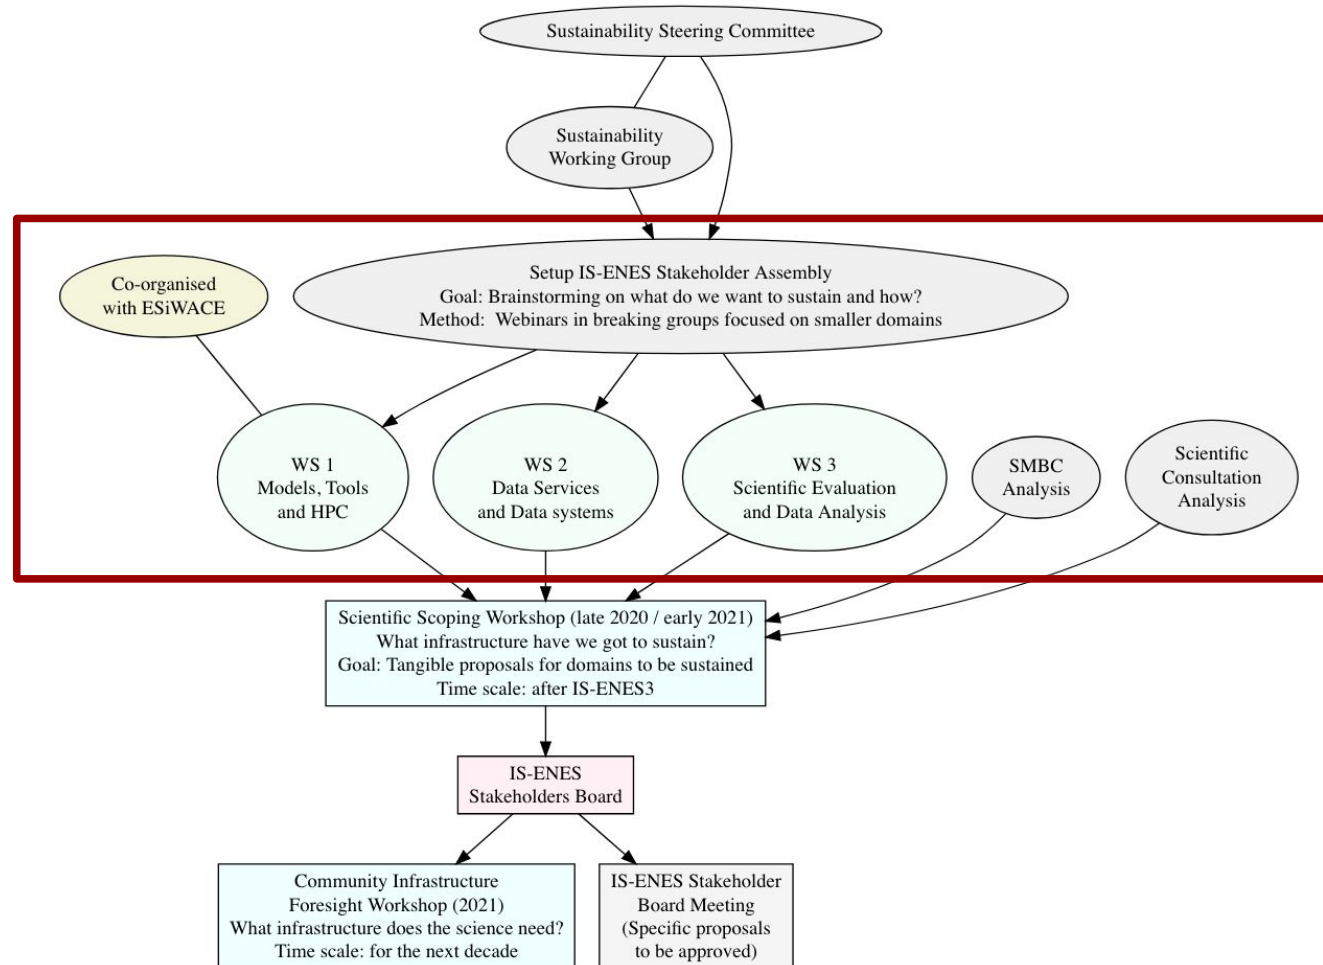 Sustainability Steering Committee
Sustainability
Working Group
Setup IS-ENES Stakeholder Assembly
Goal: Brainstorming on what do we want to sustain and how?
Method:  Webinars in breaking groups focused on smaller domains
Co-organised
with ESiWACE
WS 1
Models, Tools
and HPC
WS 2
Data Services
and Data systems
WS 3
Scientific Evaluation
and Data Analysis
SMBC
Analysis
Scientific
Consultation
Analysis
Scientific Scoping Workshop (late 2020 / early 2021)
What infrastructure have we got to sustain?
Goal: Tangible proposals for domains to be sustained
Time scale: after IS-ENES3
IS-ENES
Stakeholders Board
Community Infrastructure
Foresight Workshop (2021)
What infrastructure does the science need?
Time scale: for the next decade
IS-ENES Stakeholder
Board Meeting
(Specific proposals
to be approved)